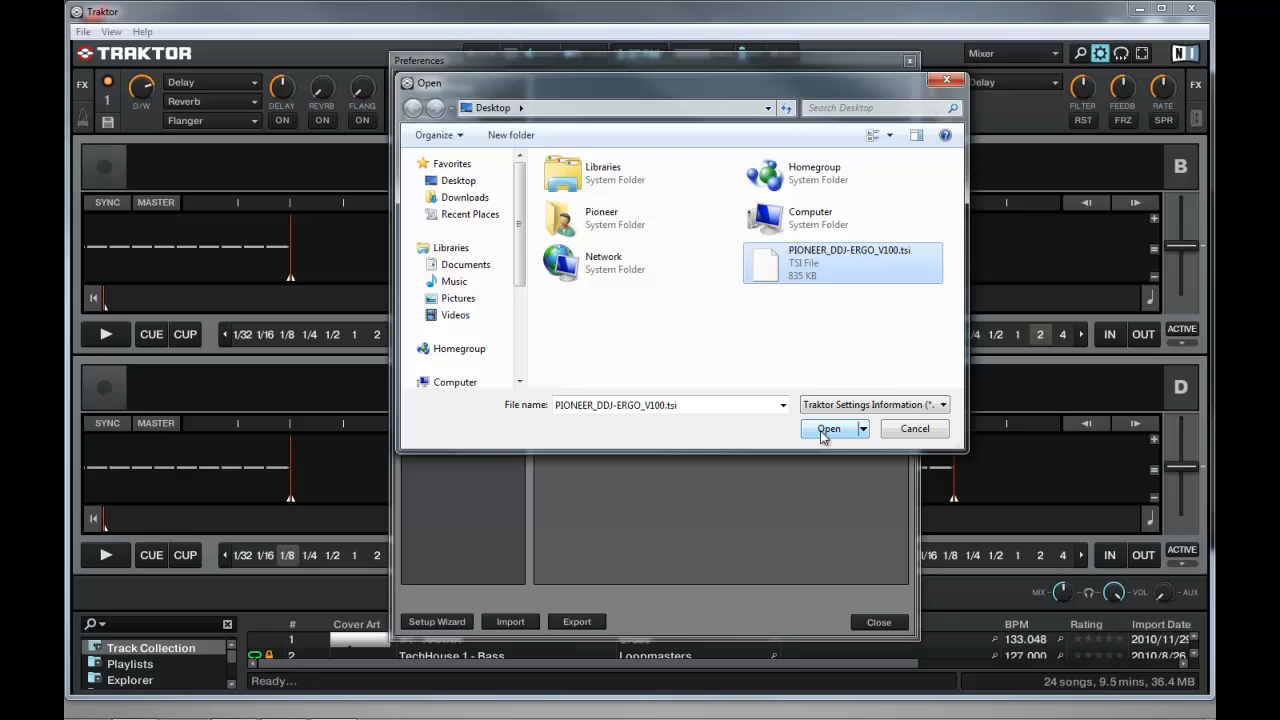 Traktor
File View Help
TRAKTOR
Mixer
Preferences
Open
Desktop
Search Desktop
Organize
New folder
Favorites
Desktop
Downloads
Recent Places
Libraries
Documents
Music
Pictures
Videos
Homegroup
Computer
Libraries
System Folder
Homegroup
System Folder
Pioneer
System Folder
Computer
System Folder
Network
System Folder
PIONEER_DDJ-ERGO_V100.tsi
TSI File
835 KB
File name: PIONEER_DDJ-ERGO_V100.tsi
Traktor Settings Information (*.
Open
Cancel
FX
1
D/W
Delay
Reverb
Flanger
DELAY
REVRB
FLANG
ON ON ON
Delay
FILTER
FEEDB
RATE
RST FRZ SPR
FX
B
SYNC MASTER
CUE CUP
1/32 1/16 1/8 1/4 1/2 1 2
1 2 4
IN OUT
ACTIVE
D
SYNC MASTER
CUE CUP
1/32 1/16 1/8 1/4 1/2 1 2
1/16 1/8 1/4 1/2 1 2 4
IN OUT
ACTIVE
MIX
VOL
AUX
Setup Wizard
Import
Export
Close
# Cover Art
BPM Rating Import Date
1
133.048 2010/11/29
2 TechHouse 1 - Bass Loopmasters 127.000 2010/8/26
Track Collection
Playlists
Explorer
Ready...
24 songs, 9.5 mins, 36.4 MB